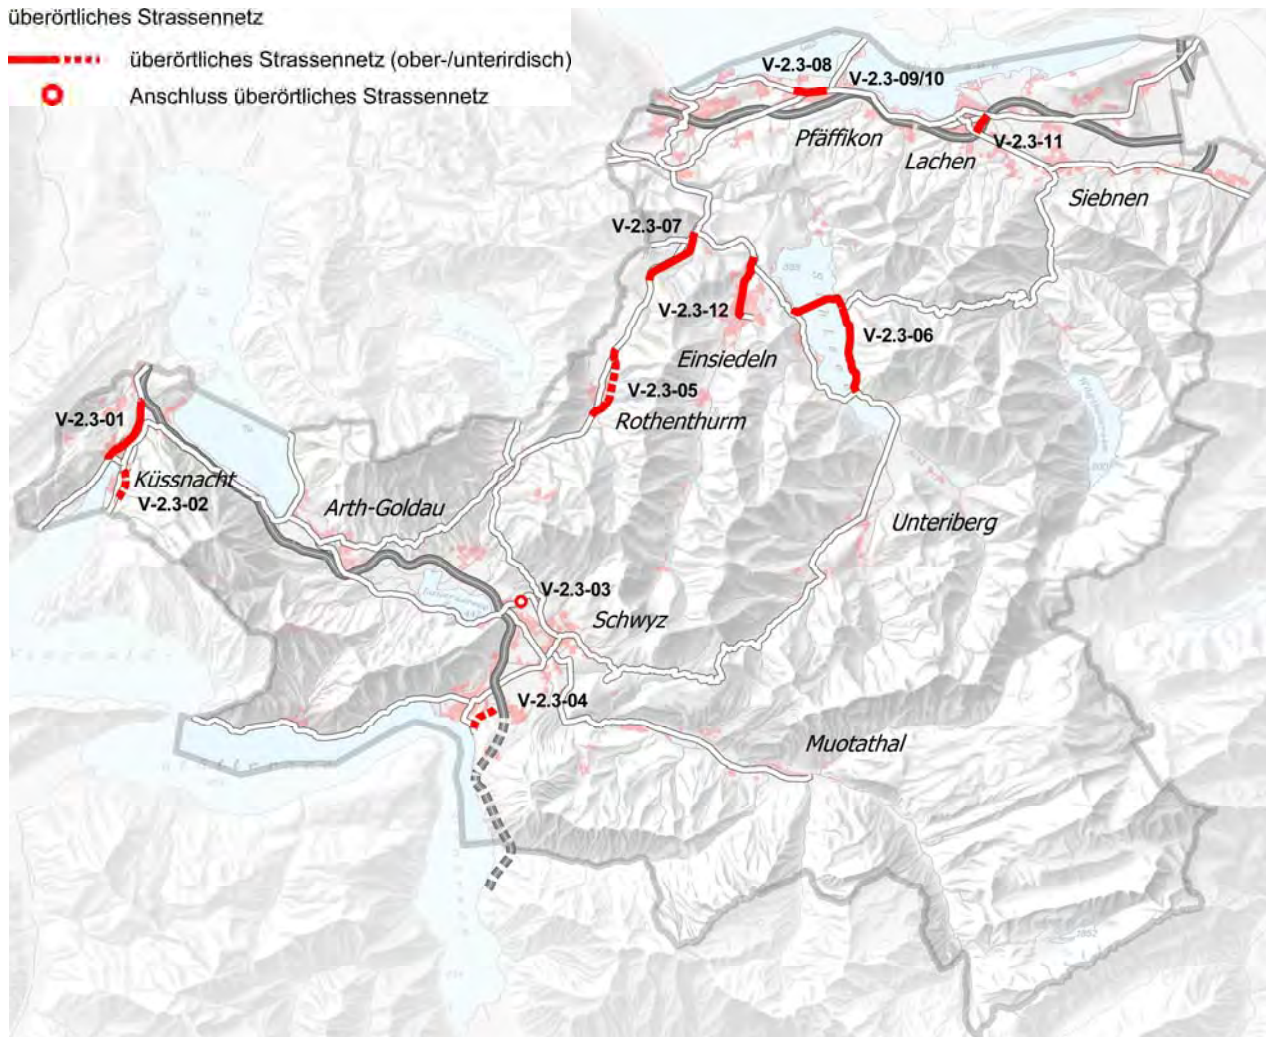 überörtliches Strassennetz
überörtliches Strassennetz (ober-/unterirdisch)
Anschluss überörtliches Strassennetz
V-2.3-08
V-2.3-09/10
Pfäffikon
V-2.3-11
Lachen
Siebnen
V-2.3-07
V-2.3-12
V-2.3-06
Einsiedeln
V-2.3-05
Rothenthurm
V-2.3-01
Küssnacht
V-2.3-02
Arth-Goldau
Unteriberg
V-2.3-03
Schwyz
V-2.3-04
Muotathal